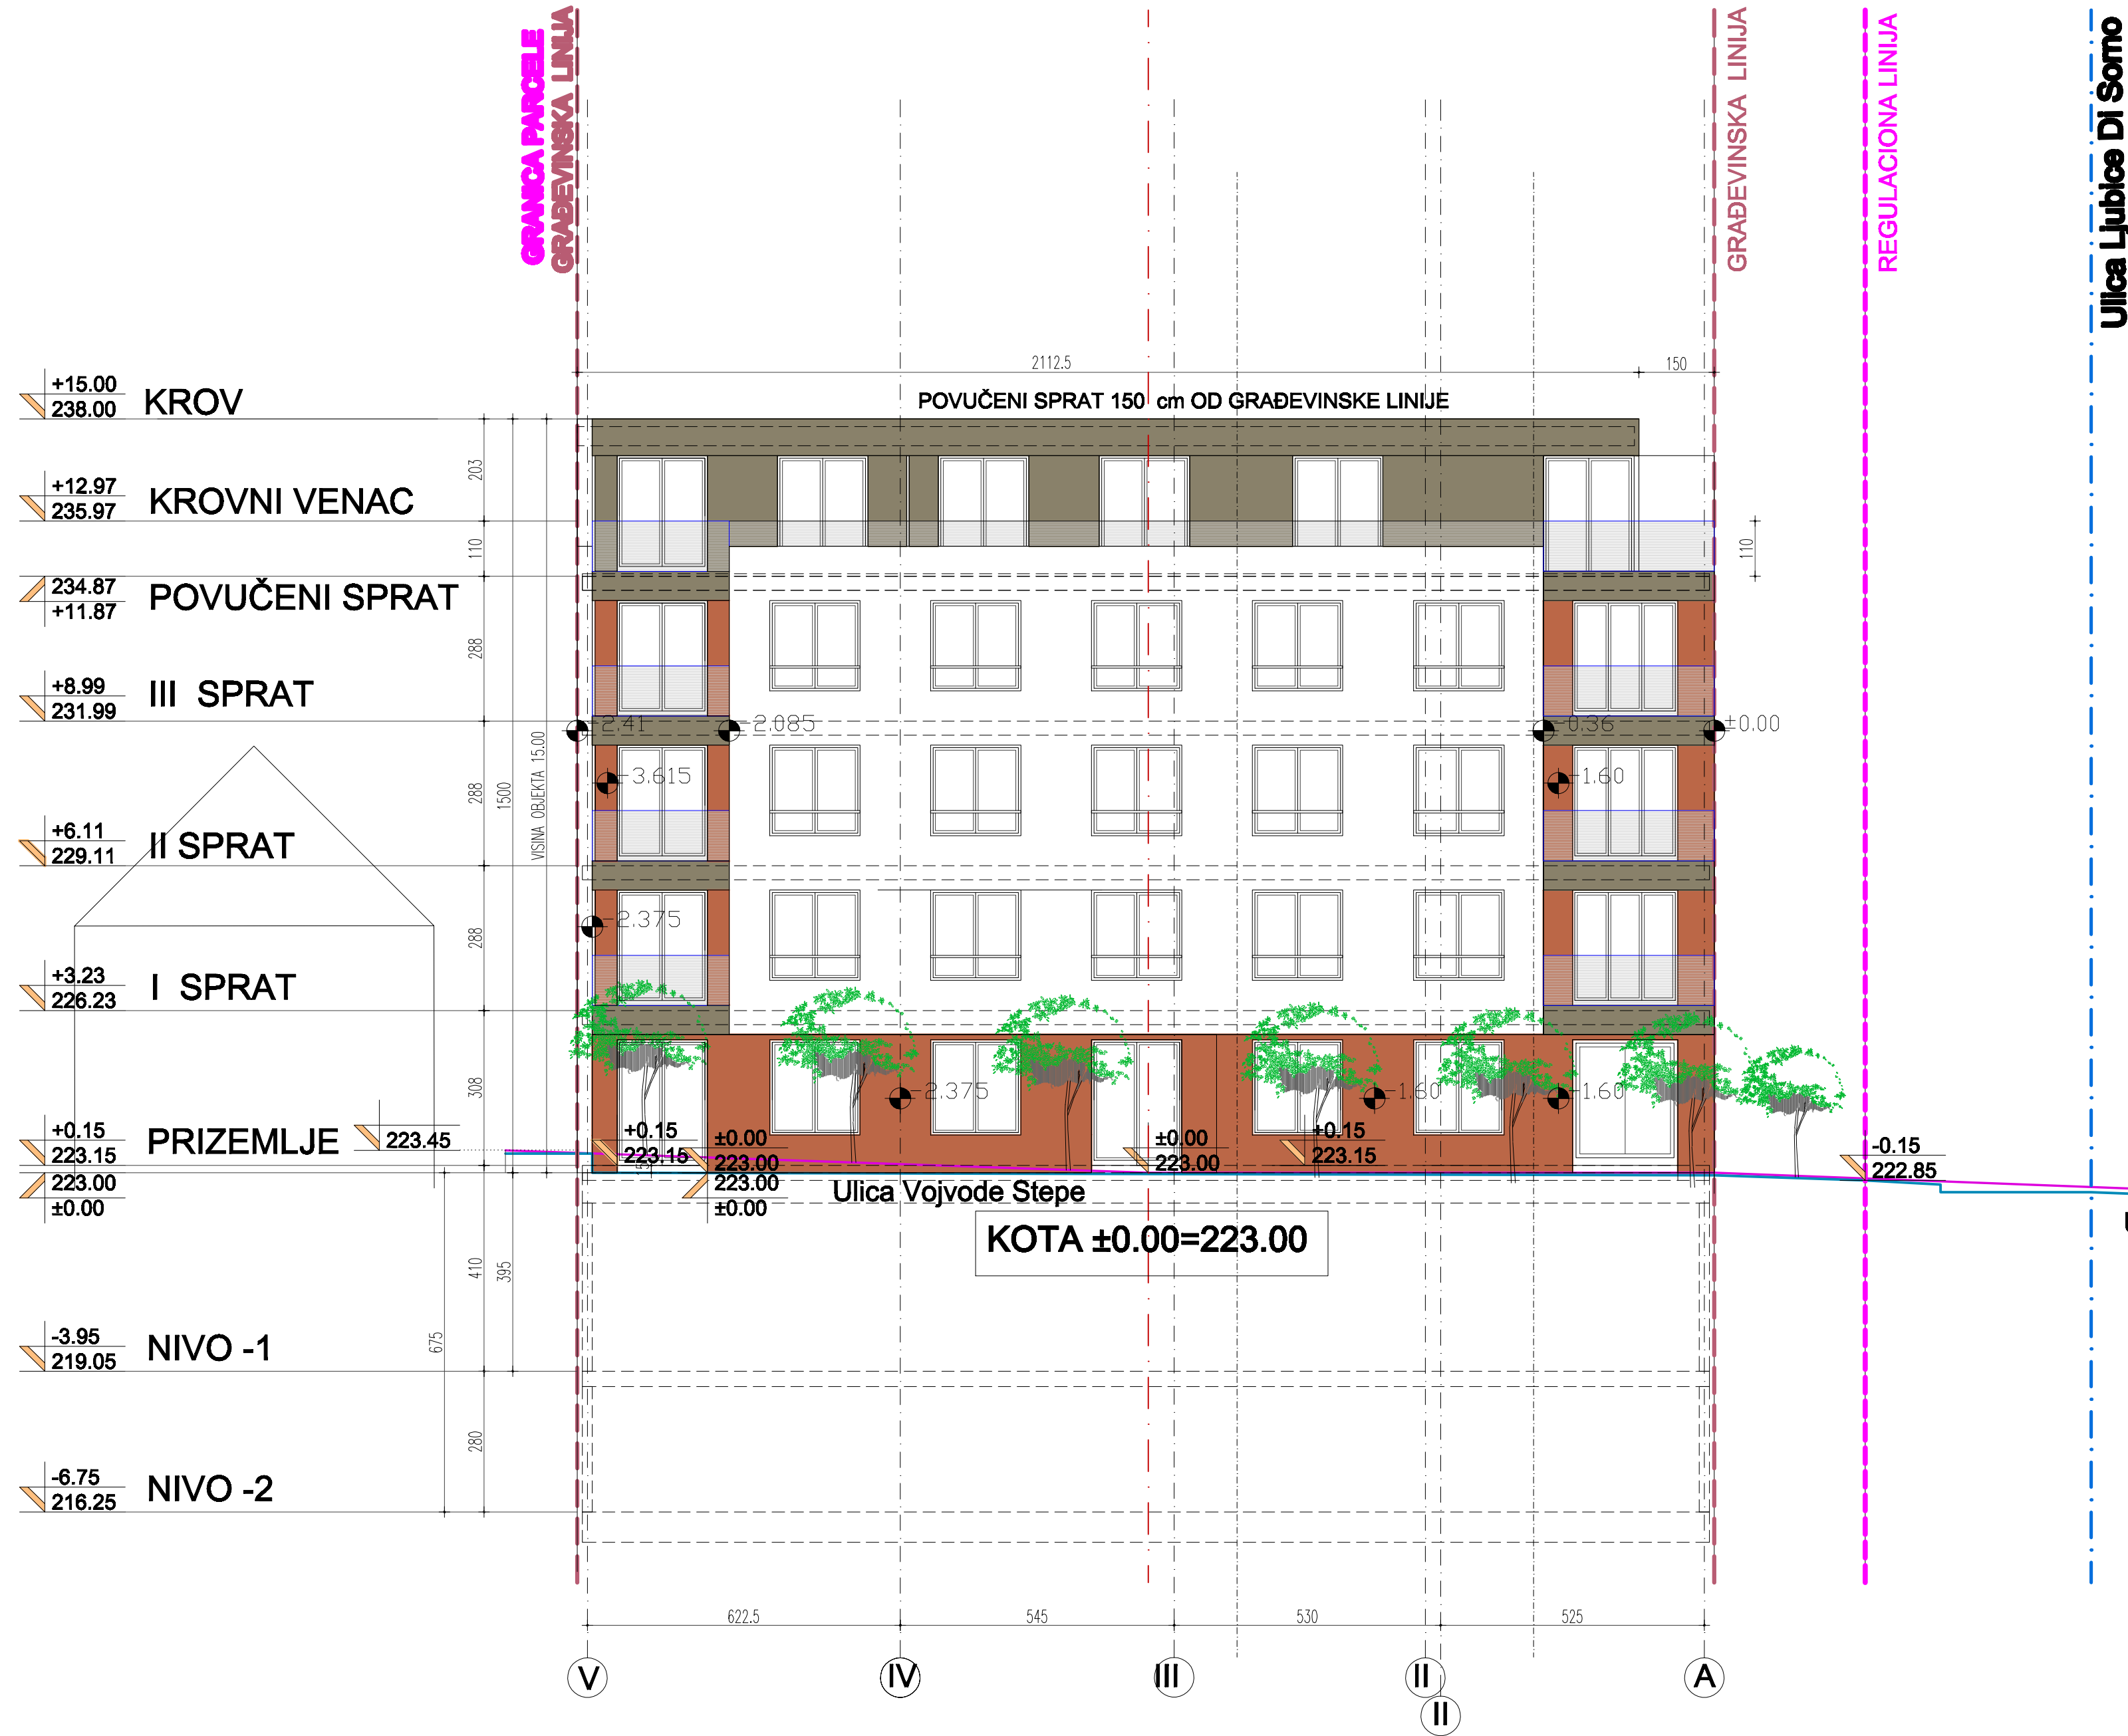 GRANICA PARCELE
GRAĐEVINSKA LINIJA
GRAĐEVINSKA LINIJA
REGULACIONA LINIJA
Ulica Ljubice Di Sorno
2112.5
150
POVUČENI SPRAT 150 cm OD GRAĐEVINSKE LINIJE
+15.00
238.00
KROV
203
+12.97
235.97
KROVNI VENAC
110
110
234.87
+11.87
POVUČENI SPRAT
288
+8.99
231.99
III SPRAT
-2.41
-2.085
-0.36
±0.00
288
1500
VISINA OBJEKTA 15.00
-3.615
-1.60
+6.11
229.11
II SPRAT
288
-2.375
+3.23
226.23
I SPRAT
308
-2.375
-1.60
-1.60
+0.15
223.15
PRIZEMLJE
223.45
+0.15
223.15
±0.00
223.00
±0.00
223.00
+0.15
223.15
-0.15
222.85
223.00
±0.00
223.00
±0.00
Ulica Vojvode Stepe
KOTA ±0.00=223.00
410
395
675
-3.95
219.05
NIVO -1
280
-6.75
216.25
NIVO -2
622.5
545
530
525
V
IV
III
II
A
II